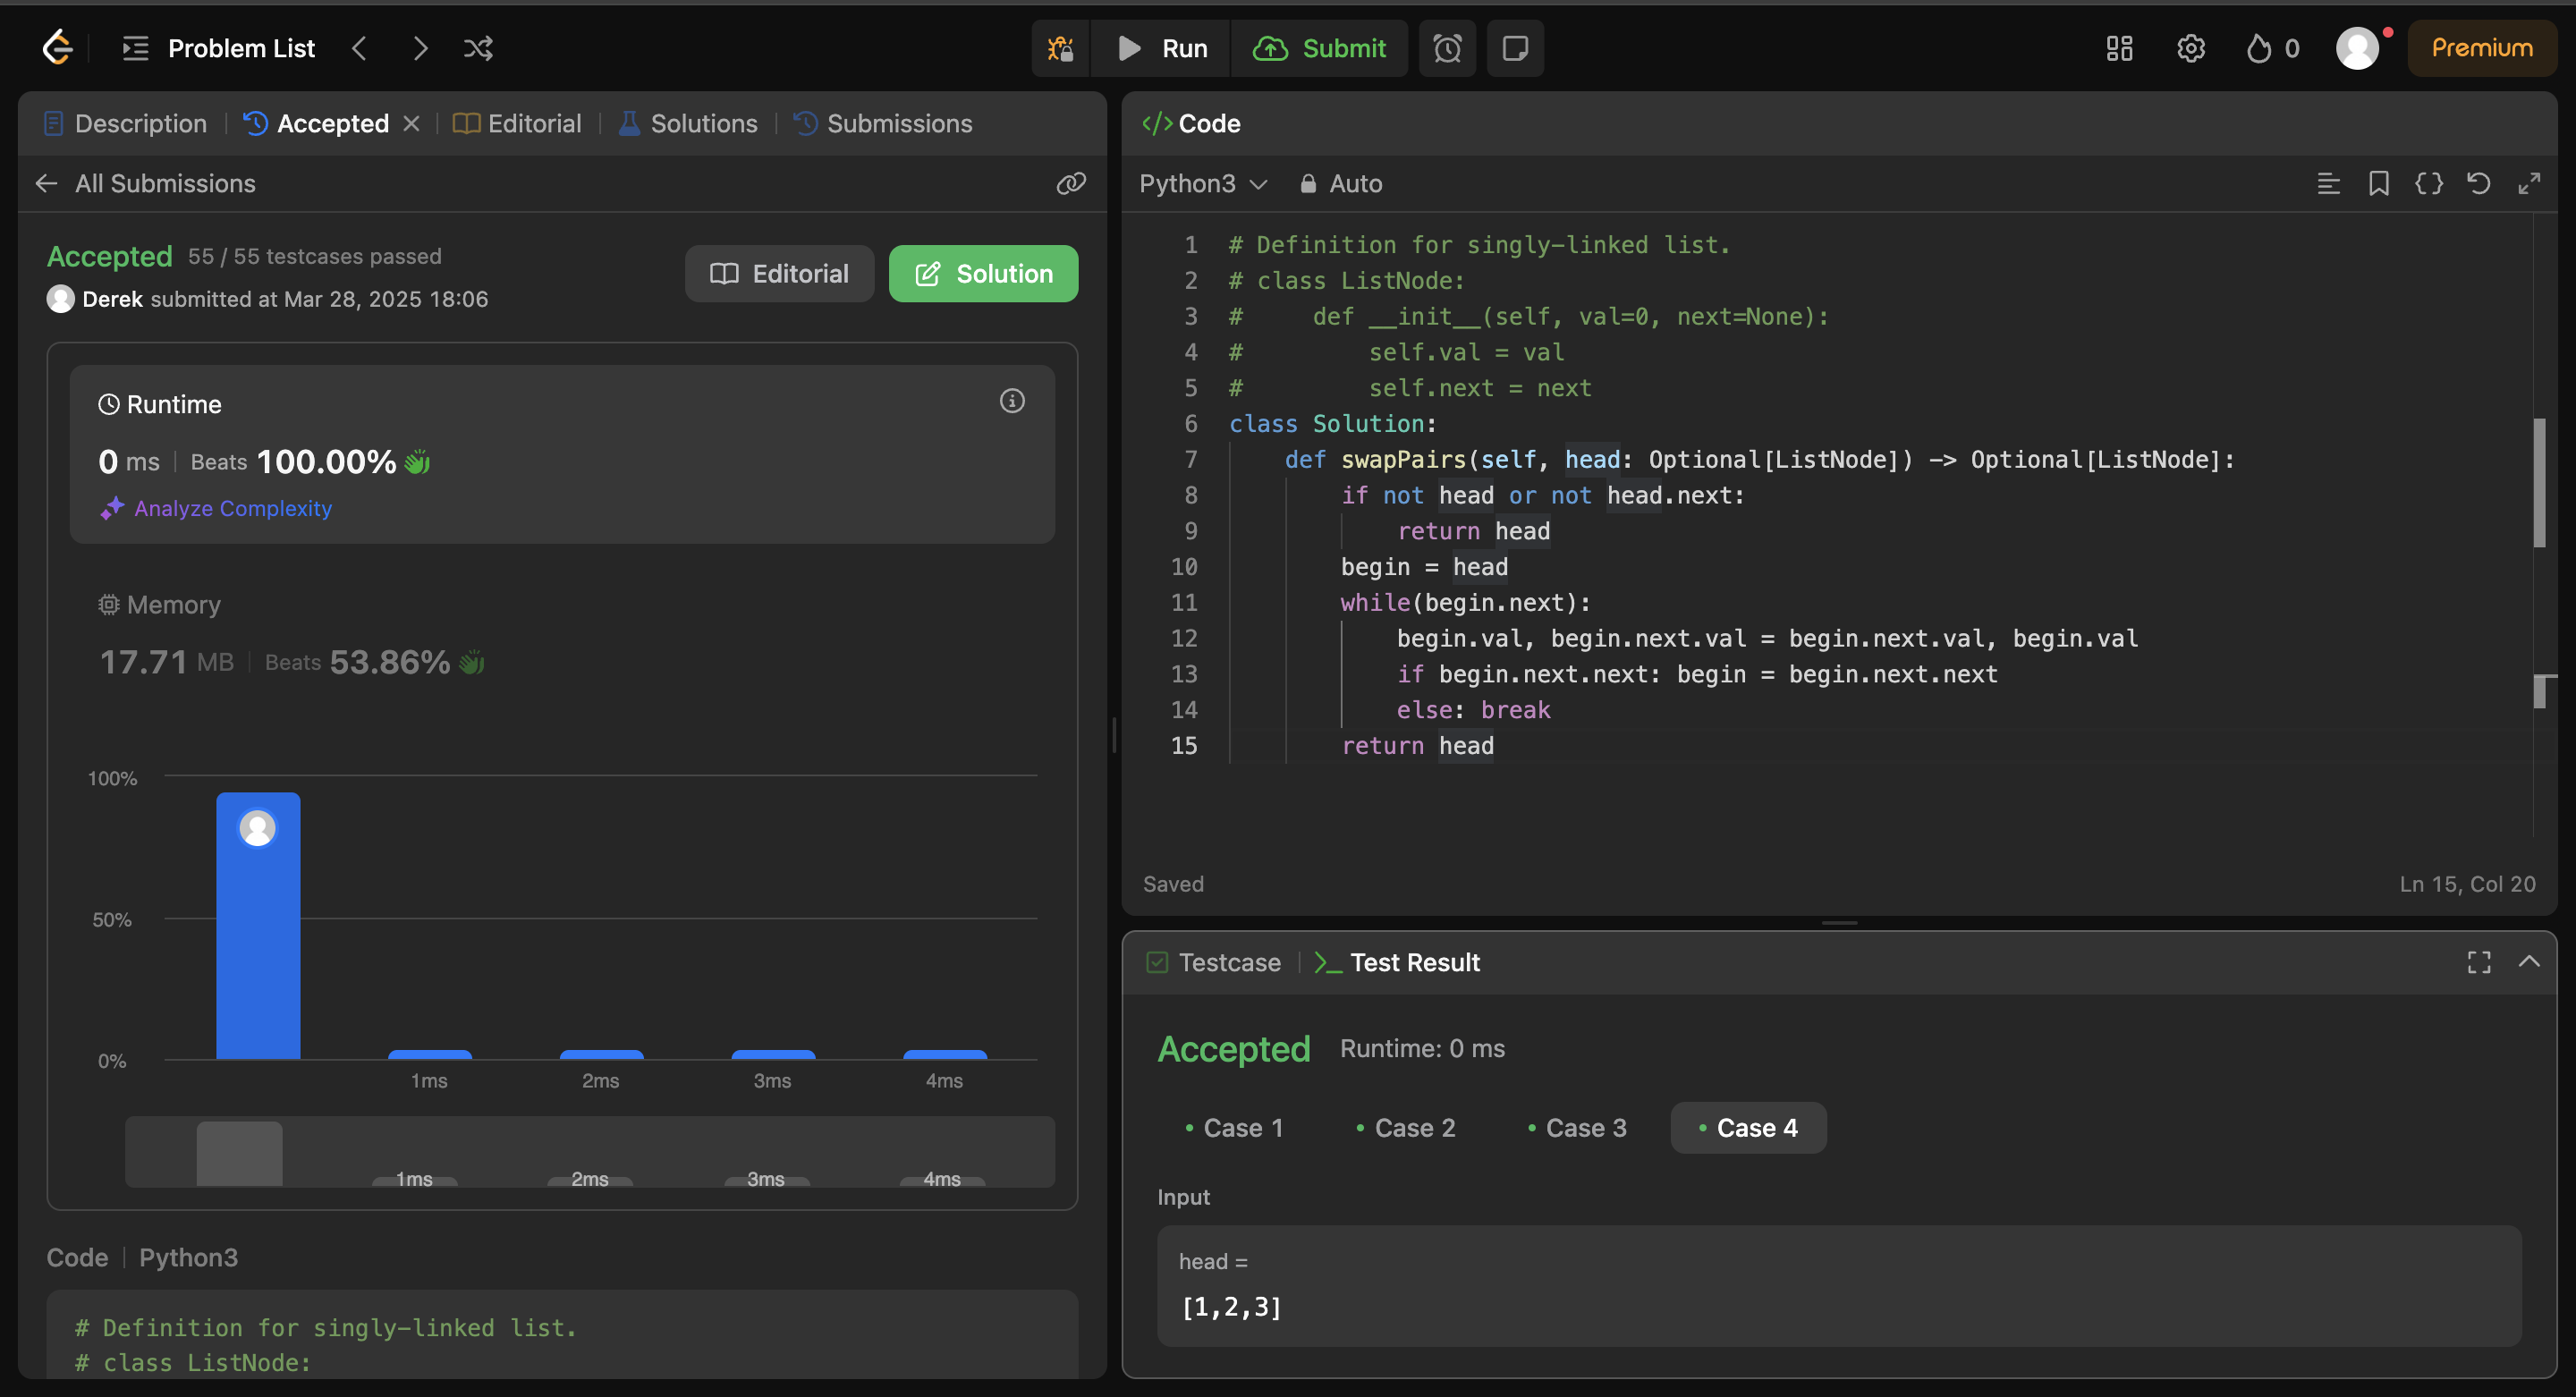 Problem List
Run
Submit
0
Premium
Description
Accepted
Editorial
Solutions
Submissions
All Submissions
Accepted 55 / 55 testcases passed
Derek submitted at Mar 28, 2025 18:06
Editorial
Solution
Runtime
0 ms Beats 100.00%
Analyze Complexity
Memory
17.71 MB Beats 53.86%
100%
50%
0%
1ms 2ms 3ms 4ms
1ms 2ms 3ms 4ms
Code Python3
# Definition for singly-linked list.
# class ListNode:
</> Code
Python3 Auto
1 # Definition for singly-linked list.
2 # class ListNode:
3 #     def __init__(self, val=0, next=None):
4 #         self.val = val
5 #         self.next = next
6 class Solution:
7     def swapPairs(self, head: Optional[ListNode]) -> Optional[ListNode]:
8         if not head or not head.next:
9             return head
10         begin = head
11         while(begin.next):
12             begin.val, begin.next.val = begin.next.val, begin.val
13             if begin.next.next: begin = begin.next.next
14             else: break
15         return head
Saved
Ln 15, Col 20
Testcase
Test Result
Accepted Runtime: 0 ms
Case 1
Case 2
Case 3
Case 4
Input
head =
[1,2,3]